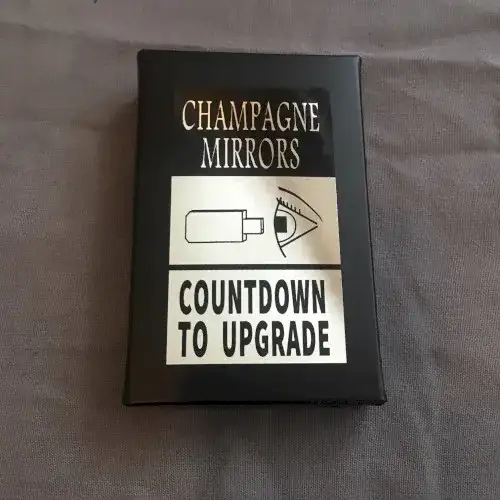 CHAMPAGNE
MIRRORS
COUNTDOWN
TO UPGRADE